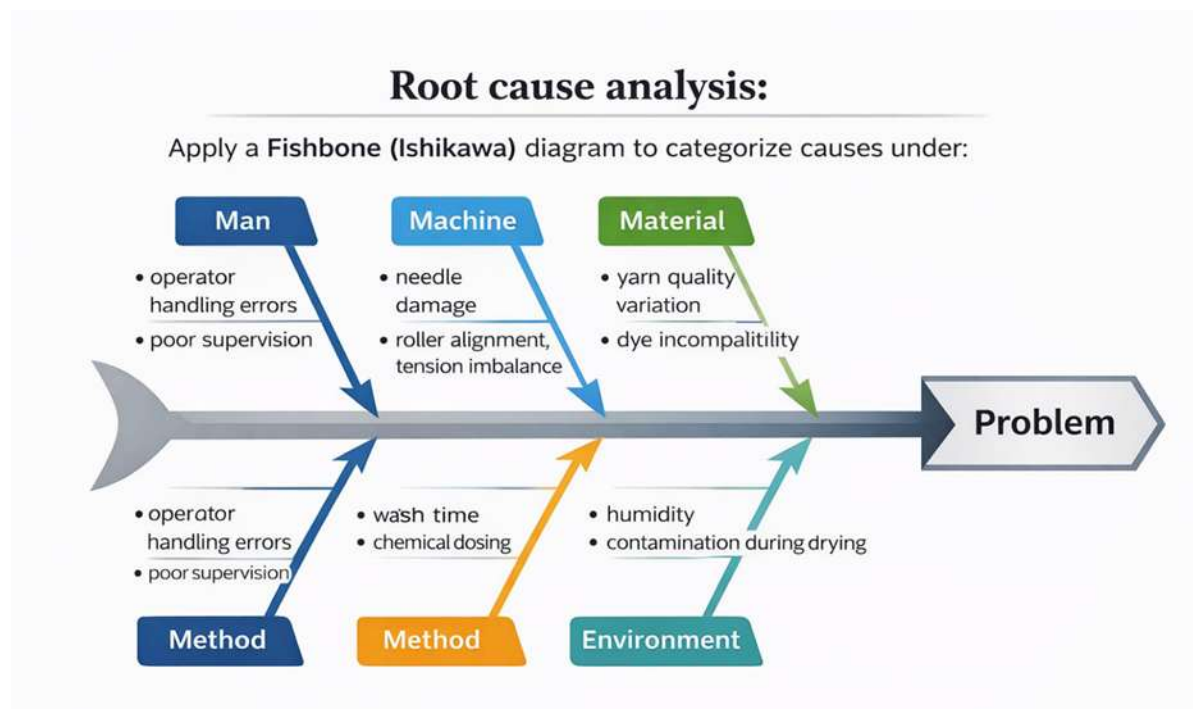 Root cause analysis:
Apply a Fishbone (Ishikawa) diagram to categorize causes under:
Man
• operator
handling errors
• poor supervision
Machine
• needle
damage
• roller alignment,
tension imbalance
Material
• yarn quality
variation
• dye incompalitility
Problem
• operator
handling errors
• poor supervision
Method
• wash time
• chemical dosing
Method
• humidity
• contamination during drying
Environment